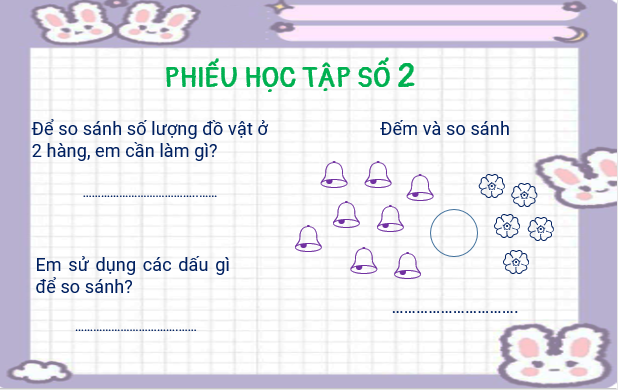 PHIẾU HỌC TẬP SỐ 2
Để so sánh số lượng đồ vật ở
2 hàng, em cần làm gì?
.......................................
Em sử dụng các dấu gì
để so sánh?
...................................
Đếm và so sánh
...............................